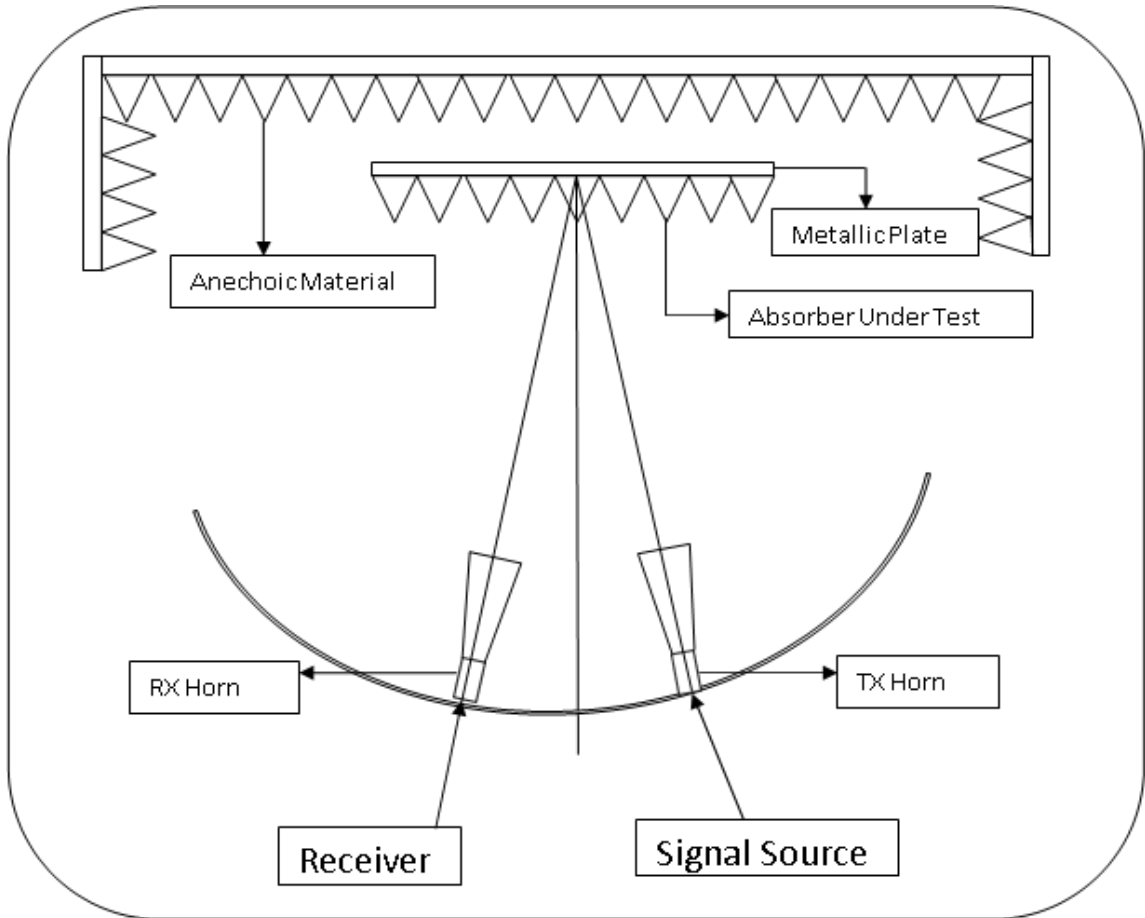 Metallic Plate
Anechoic Material
Absorber Under Test
RX Horn
TX Horn
Receiver
Signal Source